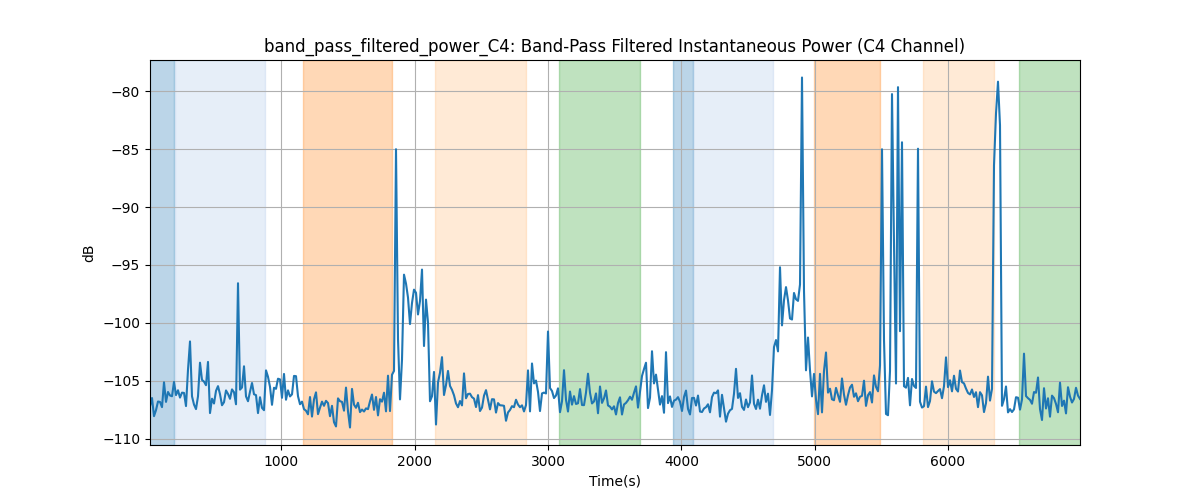 band_pass_filtered_power_C4: Band-Pass Filtered Instantaneous Power (C4 Channel)
dB
−80
−85
−90
−95
−100
−105
−110
1000 2000 3000 4000 5000 6000
Time(s)